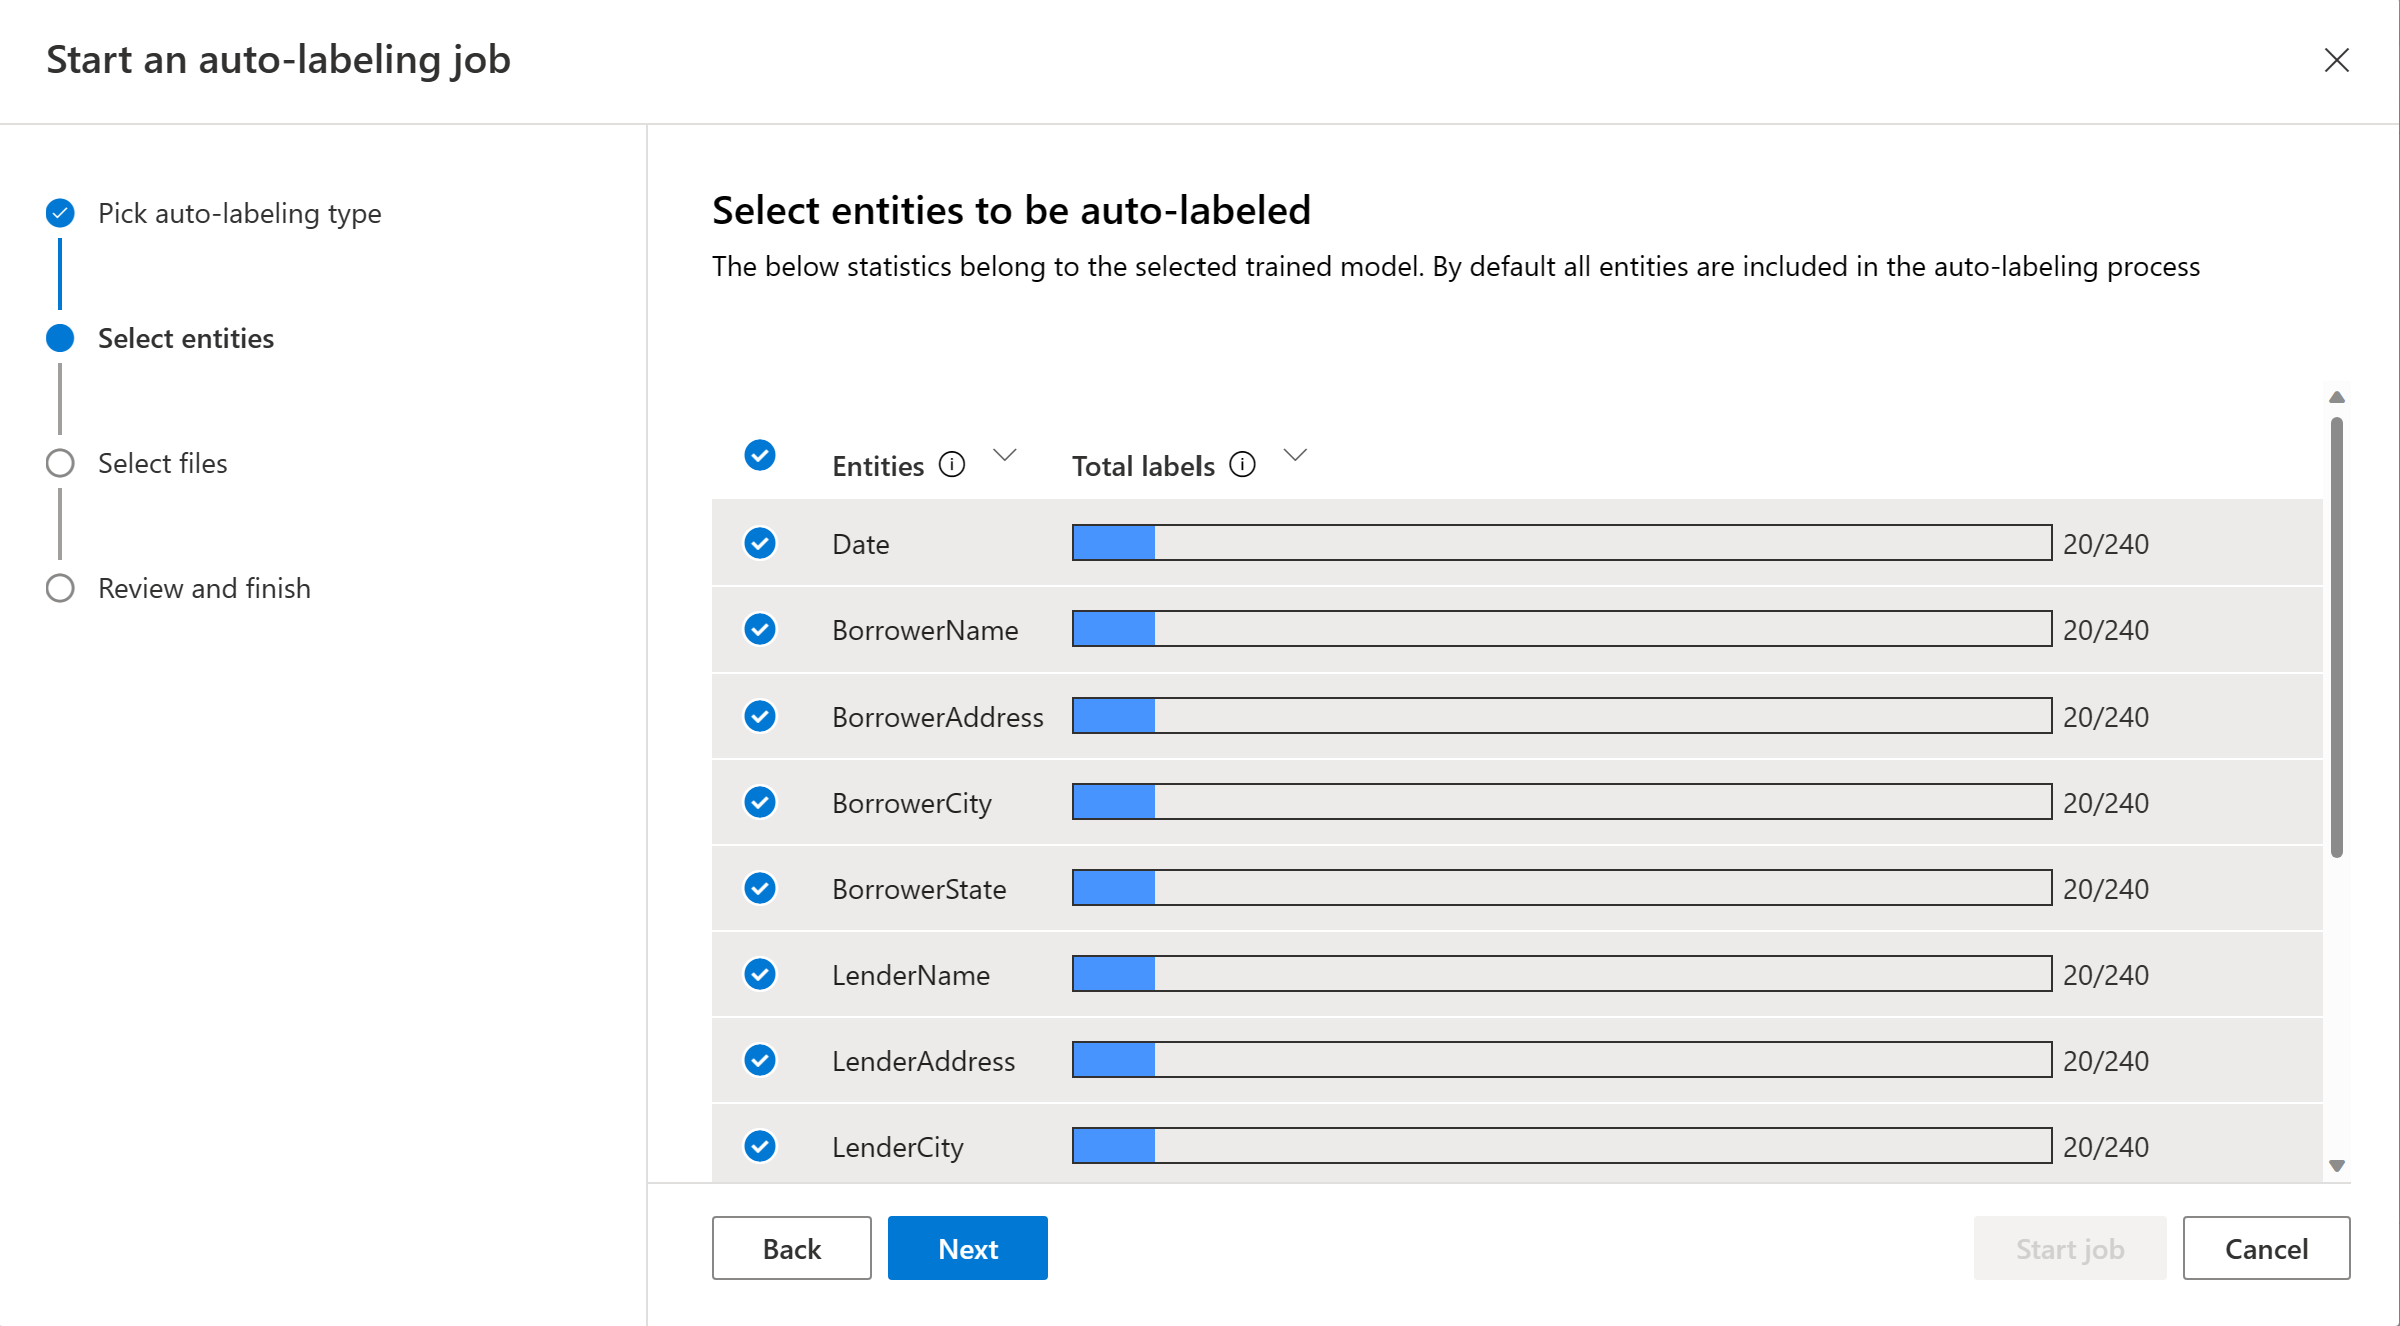 Start an auto-labeling job
Pick auto-labeling type
Select entities
Select files
Review and finish
Select entities to be auto-labeled
The below statistics belong to the selected trained model. By default all entities are included in the auto-labeling process
Entities Total labels
Date 20/240
BorrowerName 20/240
BorrowerAddress 20/240
BorrowerCity 20/240
BorrowerState 20/240
LenderName 20/240
LenderAddress 20/240
LenderCity 20/240
Back Next Start job Cancel